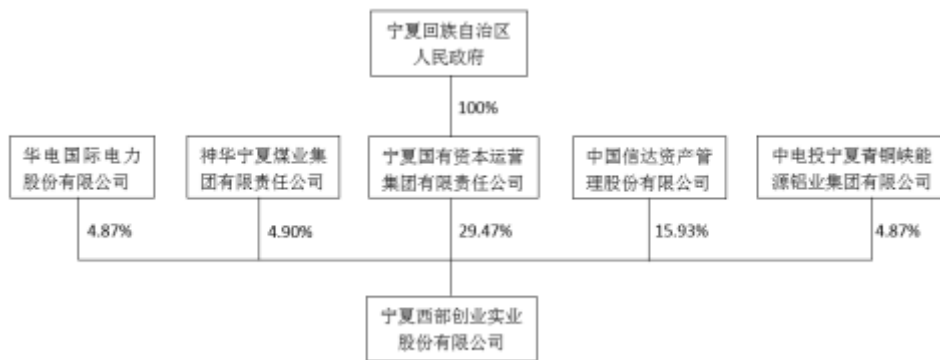 宁夏回族自治区
人民政府
100%
华电国际电力
股份有限公司
神华宁夏煤业集
团有限责任公司
宁夏国有资本运营
集团有限责任公司
中国信达资产管
理股份有限公司
中电投宁夏青铜峡能
源铝业集团有限公司
4.87%
4.90%
29.47%
15.93%
4.87%
宁夏西部创业实业
股份有限公司